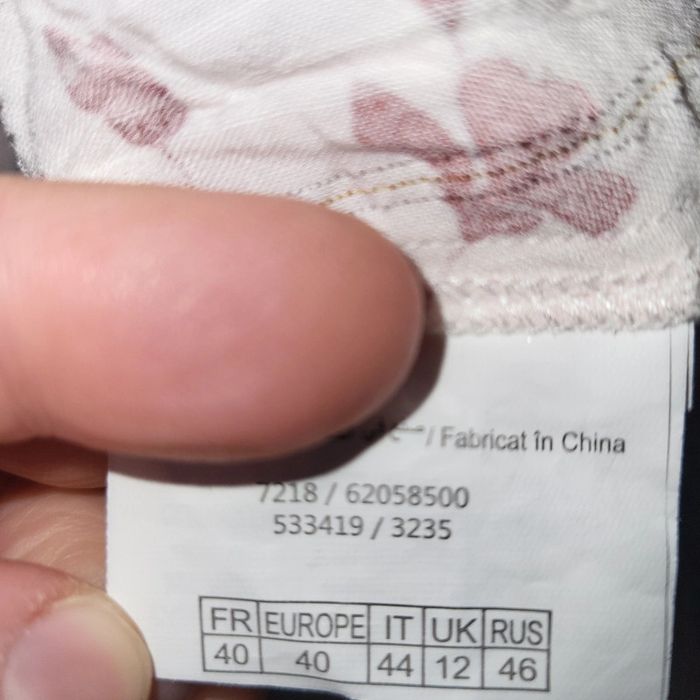 / Fabricat în China
7218 / 62058500
533419 / 3235
FR EUROPE IT UK RUS
40 40 44 12 46